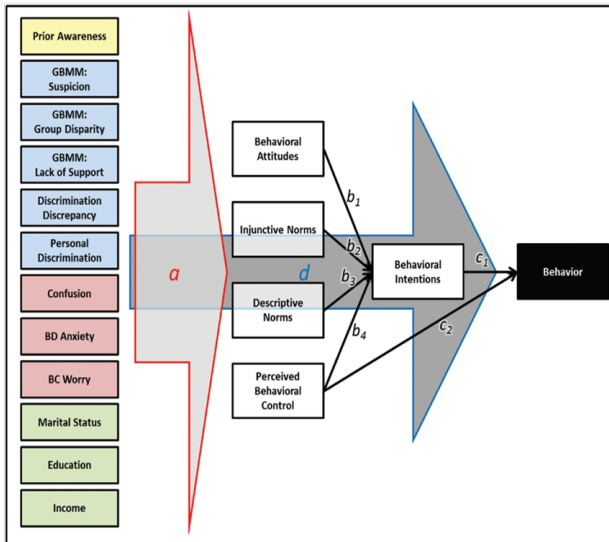 Prior Awareness
GBMM:
Suspicion
GBMM:
Group Disparity
GBMM:
Lack of Support
Discrimination
Discrepancy
Personal
Discrimination
Confusion
BD Anxiety
BC Worry
Marital Status
Education
Income
a
Behavioral
Attitudes
Injunctive Norms
Descriptive
Norms
Perceived
Behavioral
Control
d
b1
b2
b3
b4
Behavioral
Intentions
c1
c2
Behavior